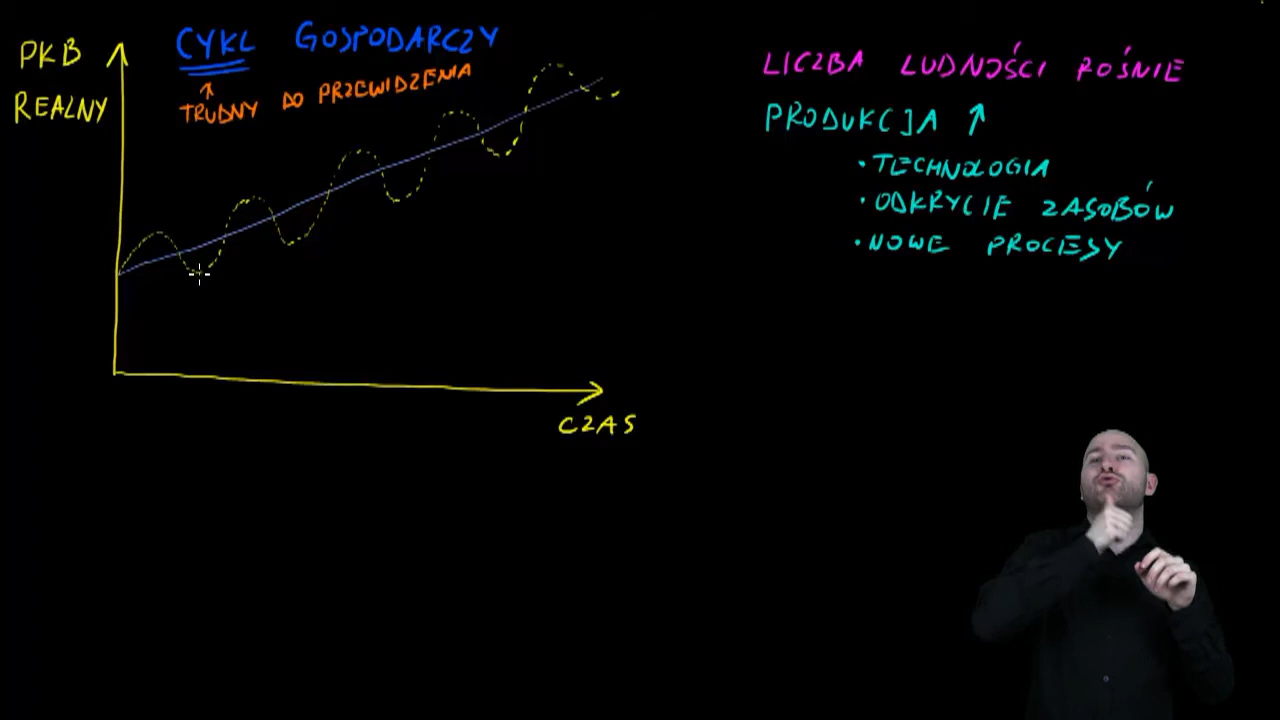 CYKL GOSPODARCZY
TRUDNY DO PRZEWIDZENIA
PKB
REALNY
CZAS
LICZBA LUDNOŚCI ROŚNIE
PRODUKCJA ↑
• TECHNOLOGIA
• ODKRYCIE ZASOBÓW
• NOWE PROCESY